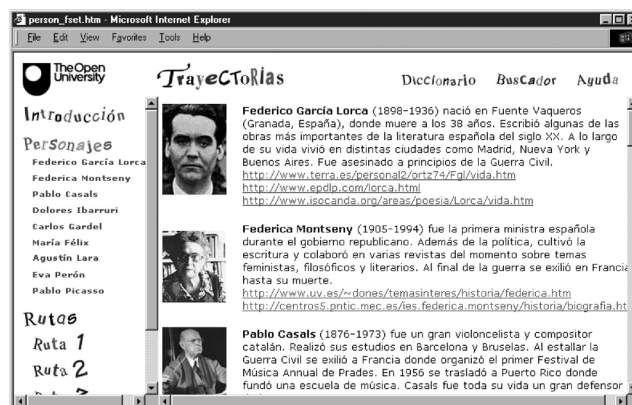 person_fset.htm - Microsoft Internet Explorer
File Edit View Favorites Tools Help
The Open
University
Trayectorias
Diccionario Buscador Ayuda
Introducción
Personajes
Federico García Lorca
Federica Montseny
Pablo Casals
Dolores Ibarruri
Carlos Gardel
María Félix
Agustín Lara
Eva Perón
Pablo Picasso
Rutas
Ruta 1
Ruta 2
Federico García Lorca (1898-1936) nació en Fuente Vaqueros
(Granada, España), donde muere a los 38 años. Escribió algunas de las
obras más importantes de la literatura española del siglo XX. A lo largo
de su vida vivió en distintas ciudades como Madrid, Nueva York y
Buenos Aires. Fue asesinado a principios de la Guerra Civil.
http://www.terra.es/personal2/ortz74/Fgl/vida.htm
http://www.epdlp.com/lorca.html
http://www.isocanda.org/areas/poesia/Lorca/vida.htm
Federica Montseny (1905-1994) fue la primera ministra española
durante el gobierno republicano. Además de la política, cultivó la
escritura y colaboró en varias revistas del momento sobre temas
feministas, filosóficos y literarios. Al final de la guerra se exilió en Francia
hasta su muerte.
http://www.uv.es/~dones/temasinteres/historia/federica.htm
http://centros5.pntic.mec.es/ies.federica.montseny/historia/biografia.ht
Pablo Casals (1876-1973) fue un gran violoncelista y compositor
catalán. Realizó sus estudios en Barcelona y Bruselas. Al estallar la
Guerra Civil se exilió a Francia donde organizó el primer Festival de
Música Annual de Prades. En 1956 se trasladó a Puerto Rico donde
fundó una escuela de música. Casals fue toda su vida un gran defensor